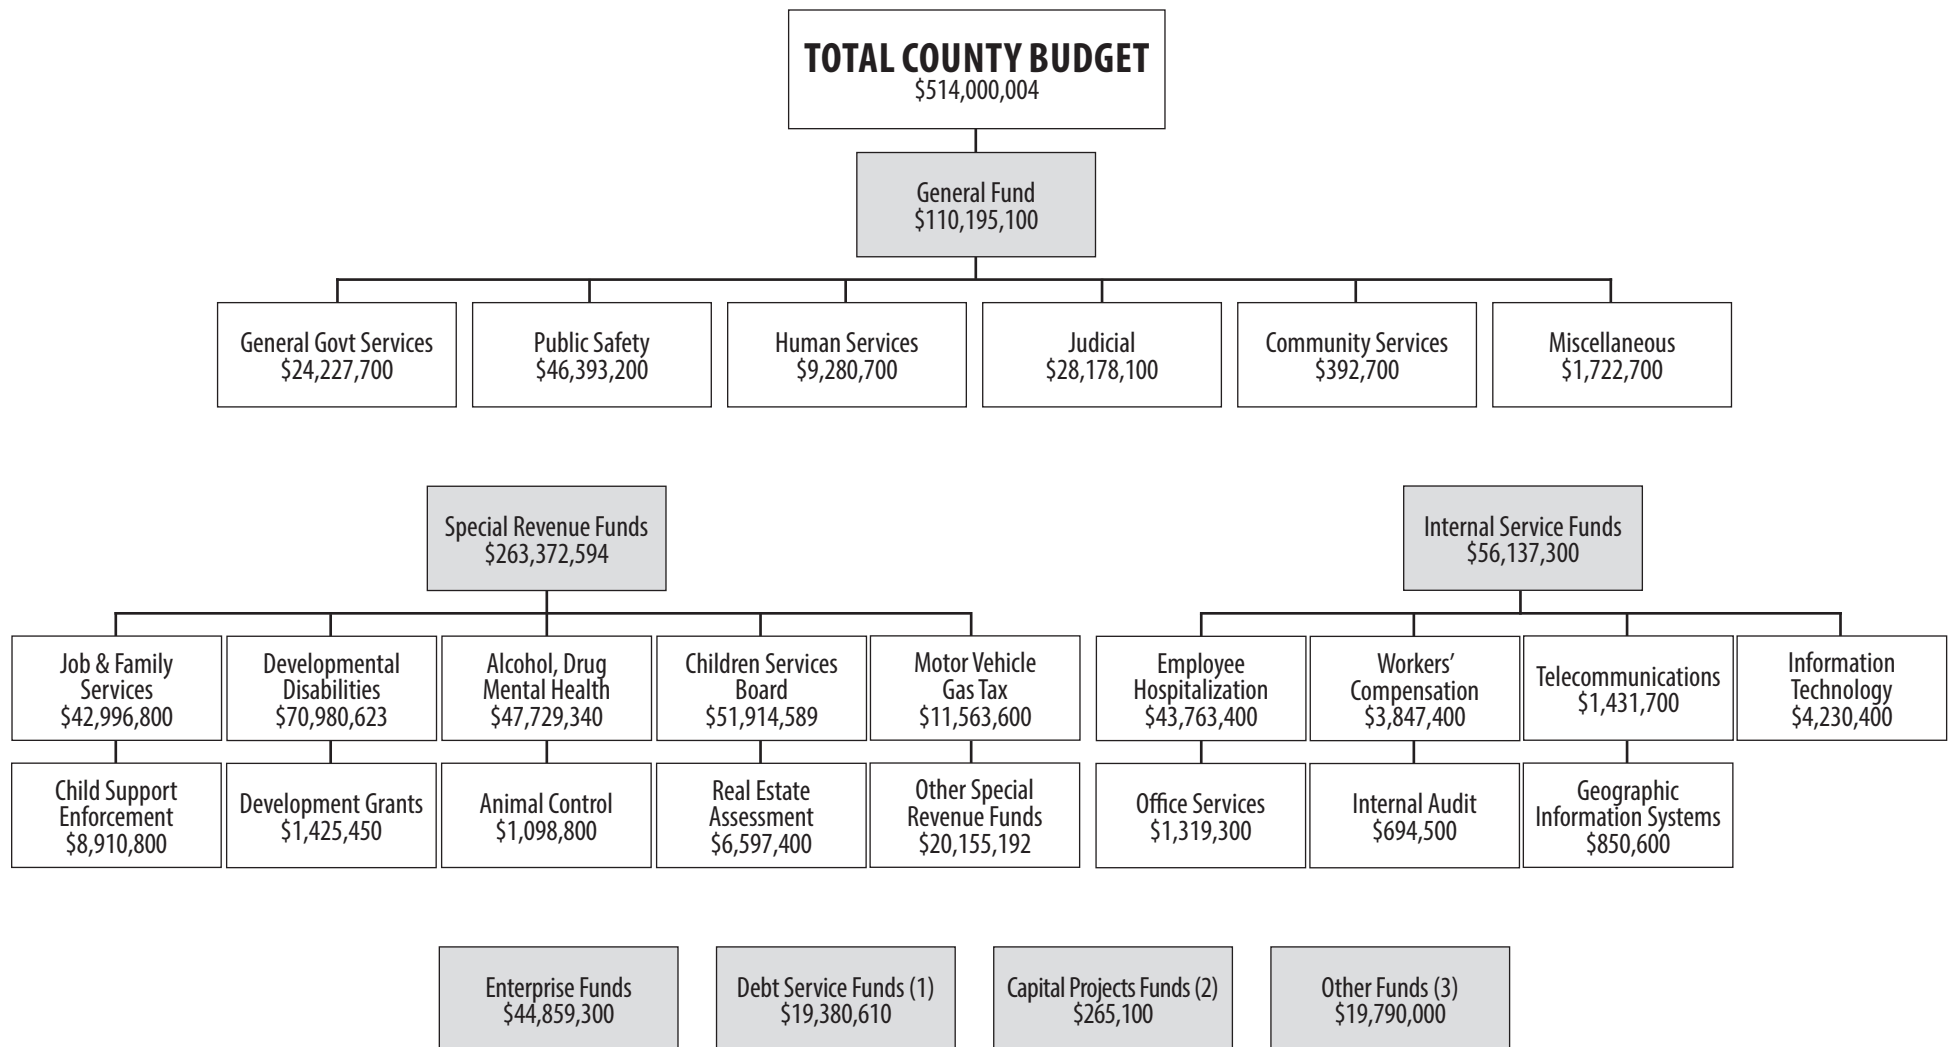 TOTAL COUNTY BUDGET
$514,000,004
General Fund
$110,195,100
General Govt Services
$24,227,700
Public Safety
$46,393,200
Human Services
$9,280,700
Judicial
$28,178,100
Community Services
$392,700
Miscellaneous
$1,722,700
Special Revenue Funds
$263,372,594
Internal Service Funds
$56,137,300
Job & Family
Services
$42,996,800
Developmental
Disabilities
$70,980,623
Alcohol, Drug
Mental Health
$47,729,340
Children Services
Board
$51,914,589
Motor Vehicle
Gas Tax
$11,563,600
Employee
Hospitalization
$43,763,400
Workers’
Compensation
$3,847,400
Telecommunications
$1,431,700
Information
Technology
$4,230,400
Child Support
Enforcement
$8,910,800
Development Grants
$1,425,450
Animal Control
$1,098,800
Real Estate
Assessment
$6,597,400
Other Special
Revenue Funds
$20,155,192
Office Services
$1,319,300
Internal Audit
$694,500
Geographic
Information Systems
$850,600
Enterprise Funds
$44,859,300
Debt Service Funds (1)
$19,380,610
Capital Projects Funds (2)
$265,100
Other Funds (3)
$19,790,000